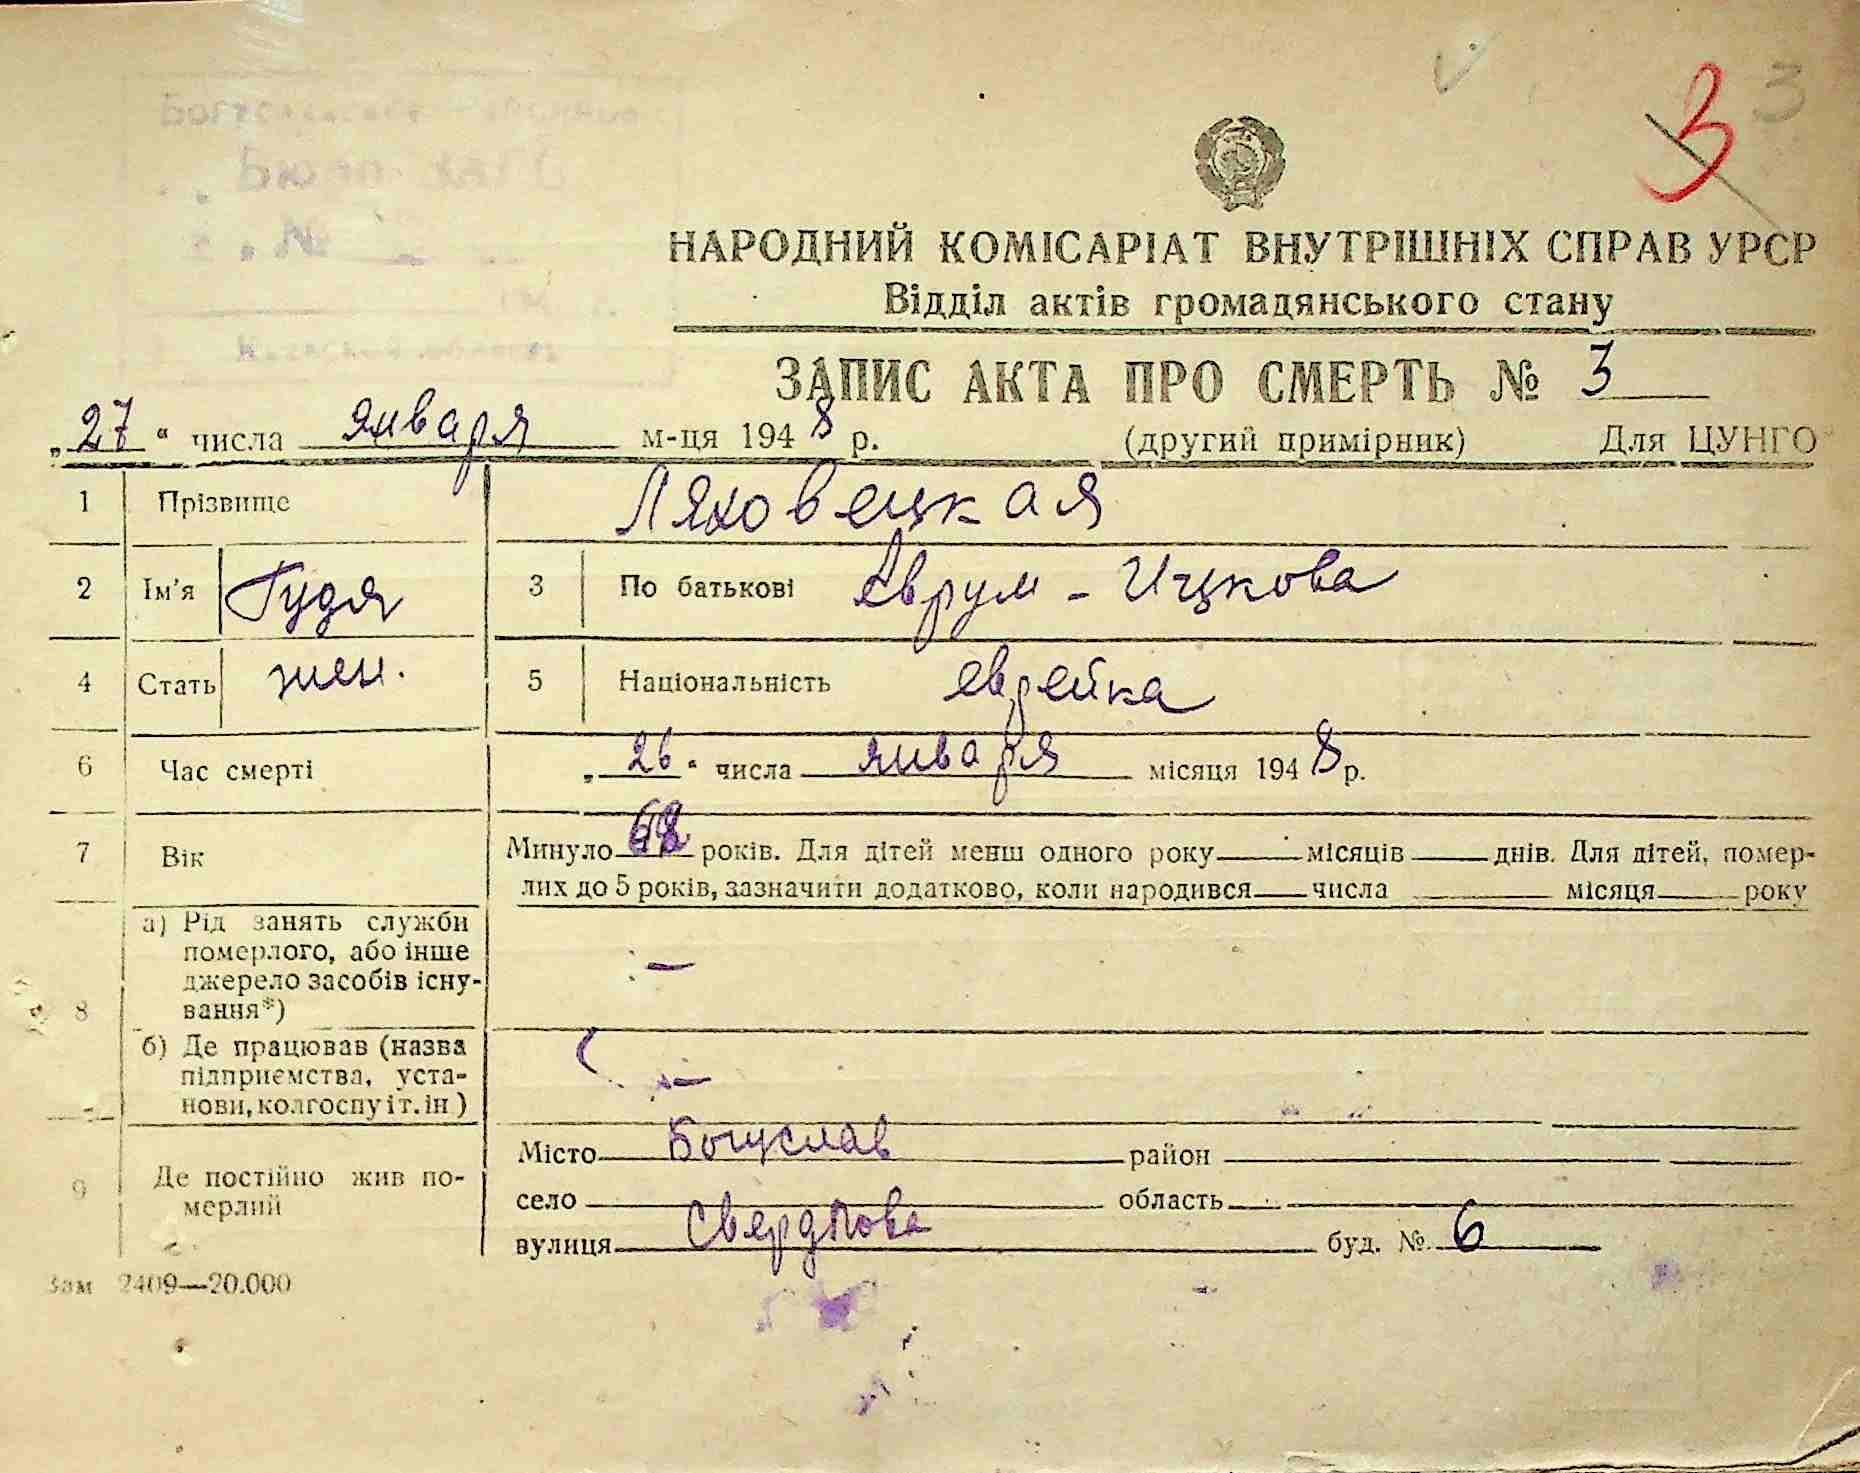 3 3
НАРОДНИЙ КОМІСАРІАТ ВНУТРІШНІХ СПРАВ УРСР
Відділ актів громадянського стану
ЗАПИС АКТА ПРО СМЕРТЬ № 3
„27“ числа января м-ця 1948 р. (другий примірник) Для ЦУНГО
1 Прізвище Ляховецкая
2 Ім'я Гудя 3 По батькові Аврум - Ицкова
4 Стать жен. 5 Національність еврейка
6 Час смерті „26“ числа января місяця 1948 р.
7 Вік Минуло років. Для дітей менш одного року місяців днів. Для дітей, помер-
лих до 5 років, зазначити додатково, коли народився числа місяця року
8 а) Рід занять служби
померлого, або інше
джерело засобів існу-
вання*) —
б) Де працював (назва
підприємства, уста-
нови, колгоспу і т. ін) —
9 Де постійно жив по-
мерлий
Місто Богуслав район
село область
вулиця Свердлова буд. № 6
Зам 2409—20.000